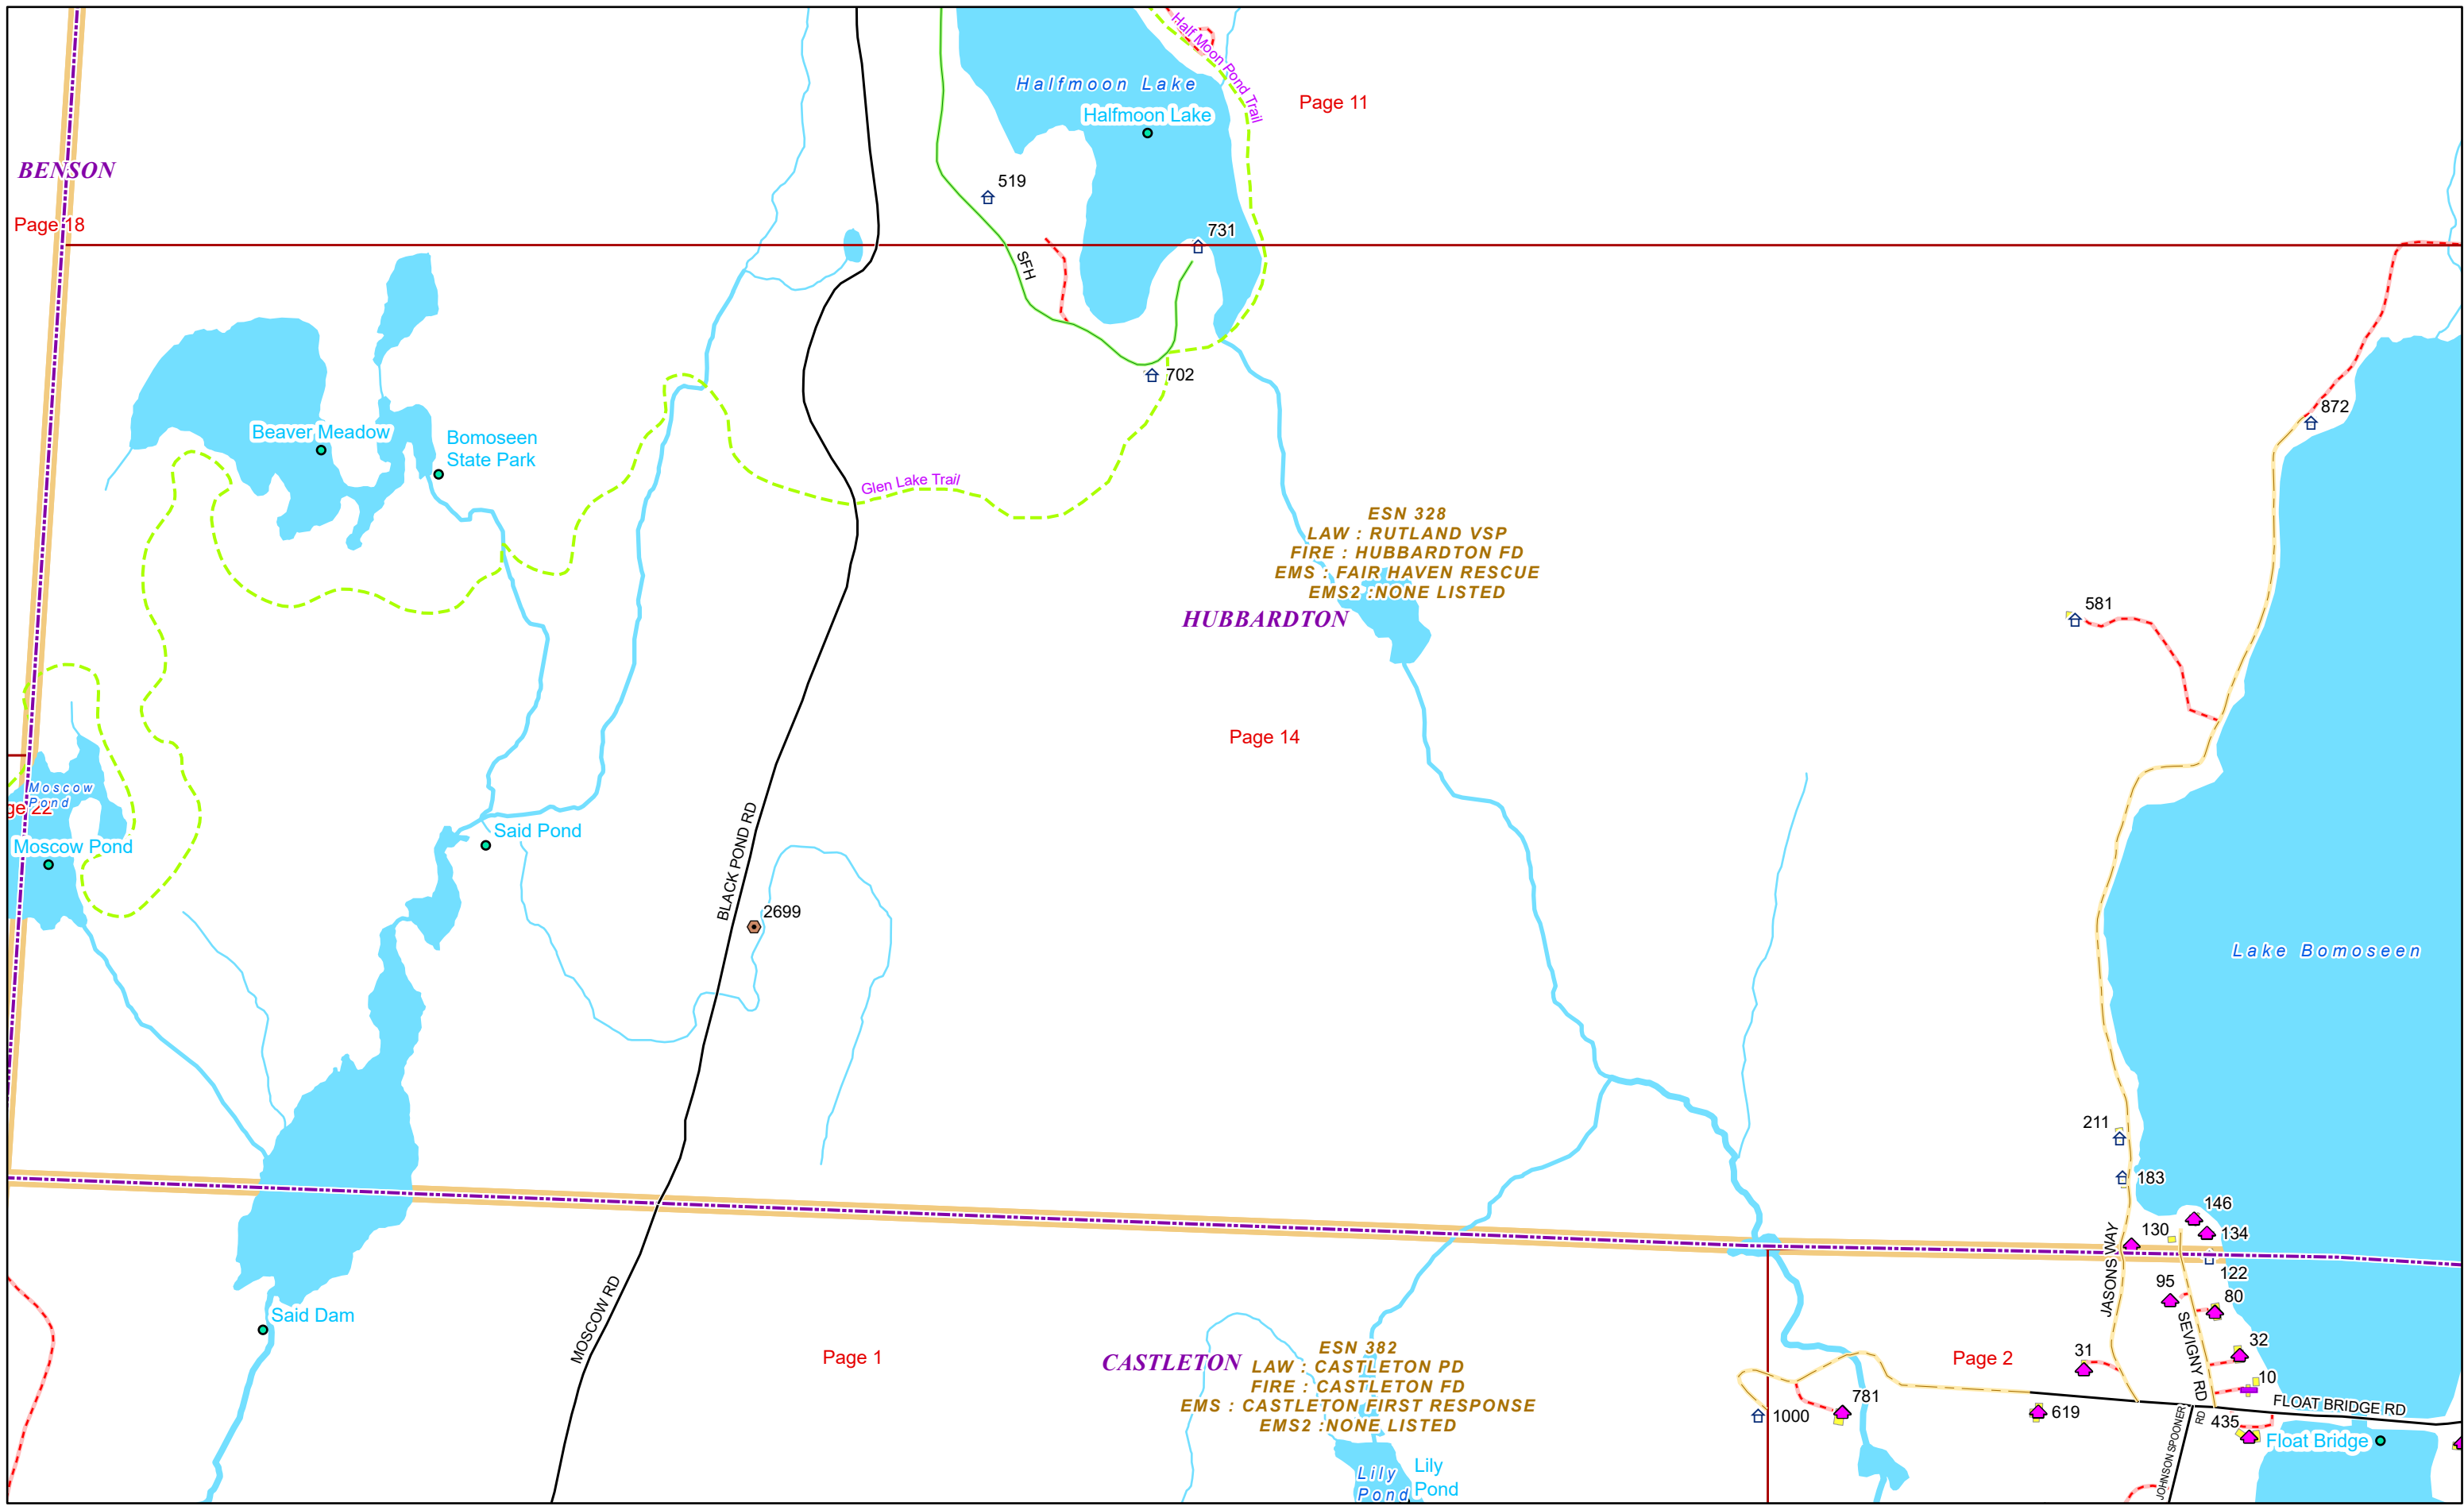 Half Moon Pond Trail
Halfmoon Lake
Page 11
Halfmoon Lake
BENSON
519
Page 18
731
SFH
702
872
Beaver Meadow
Bomoseen
State Park
Glen Lake Trail
ESN 328
LAW : RUTLAND VSP
FIRE : HUBBARDTON FD
EMS : FAIR HAVEN RESCUE
EMS2 :NONE LISTED
HUBBARDTON
581
Page 14
Moscow
Pond
ge 22
Moscow Pond
Said Pond
BLACK POND RD
2699
Lake Bomoseen
211
183
146
130
134
JASONS WAY
122
95
80
Said Dam
MOSCOW RD
SEVIGNY RD
32
ESN 382
LAW : CASTLETON PD
FIRE : CASTLETON FD
EMS : CASTLETON FIRST RESPONSE
EMS2 :NONE LISTED
CASTLETON
Page 1
Page 2
31
10
781
1000
619
FLOAT BRIDGE RD
435
JOHNSON SPOONER RD
Float Bridge
Lily
Pond
Lily
Pond